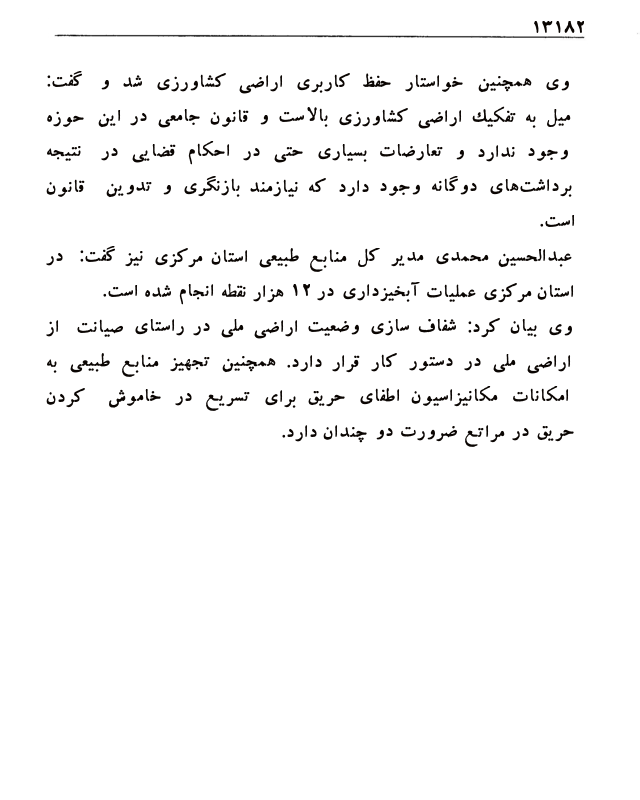 ۱۳۱۸۲
وی همچنین خواستار حفظ کاربری اراضی کشاورزی شد و گفت:
میل به تفکیك اراضی کشاورزی بالاست و قانون جامعی در این حوزه
وجود ندارد و تعارضات بسیاری حتی در احکام قضایی در نتیجه
برداشت‌های دوگانه وجود دارد که نیازمند بازنگری و تدوین قانون
است.
عبدالحسین محمدی مدیر کل منابع طبیعی استان مرکزی نیز گفت: در
استان مرکزی عملیات آبخیزداری در ۱۲ هزار نقطه انجام شده است.
وی بیان کرد: شفاف سازی وضعیت اراضی ملی در راستای صیانت از
اراضی ملی در دستور کار قرار دارد. همچنین تجهیز منابع طبیعی به
امکانات مکانیزاسیون اطفای حریق برای تسریع در خاموش کردن
حریق در مراتع ضرورت دو چندان دارد.